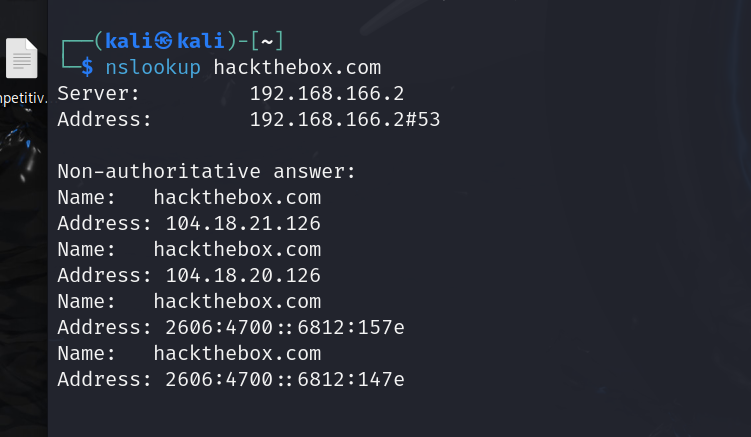 ┌──(kali㉿kali)-[~]
mpetitiv...
└─$ nslookup hackthebox.com
Server:         192.168.166.2
Address:        192.168.166.2#53

Non-authoritative answer:
Name:   hackthebox.com
Address: 104.18.21.126
Name:   hackthebox.com
Address: 104.18.20.126
Name:   hackthebox.com
Address: 2606:4700::6812:157e
Name:   hackthebox.com
Address: 2606:4700::6812:147e